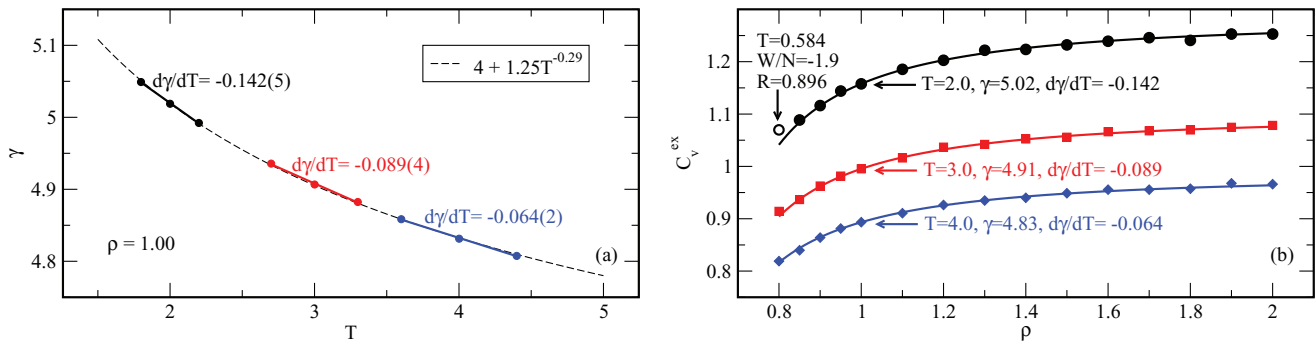 5.1
5
4.9
4.8
γ
dγ/dT= -0.142(5)
4 + 1.25T^-0.29
dγ/dT= -0.089(4)
dγ/dT= -0.064(2)
ρ = 1.00
(a)
2
3
4
5
T
1.2
1.1
1
0.9
0.8
C_v^ex
T=0.584
W/N=-1.9
R=0.896
T=2.0, γ=5.02, dγ/dT= -0.142
T=3.0, γ=4.91, dγ/dT= -0.089
T=4.0, γ=4.83, dγ/dT= -0.064
(b)
0.8
1
1.2
1.4
1.6
1.8
2
ρ